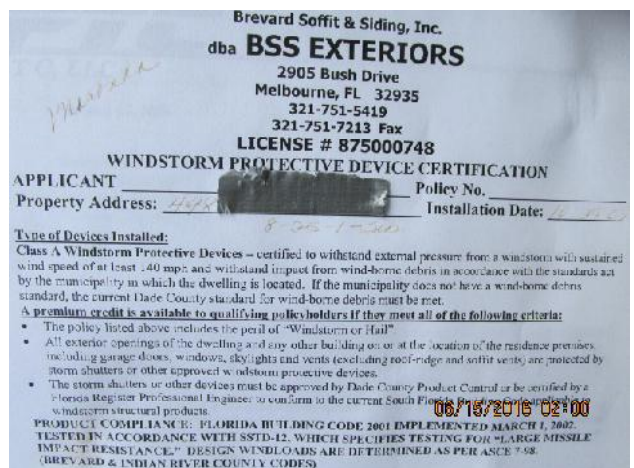 Brevard Soffit & Siding, Inc.
dba BSS EXTERIORS
2905 Bush Drive
Melbourne, FL 32935
321-751-5419
321-751-7213 Fax
LICENSE # 875000748
WINDSTORM PROTECTIVE DEVICE CERTIFICATION
APPLICANT Policy No.
Property Address: Installation Date:
Type of Devices Installed:
Class A Windstorm Protective Devices – certified to withstand external pressure from a windstorm with sustained
wind speed of at least 140 mph and withstand impact from wind-borne debris in accordance with the standards act
by the municipality in which the dwelling is located. If the municipality does not have a wind-borne debris
standard, the current Dade County standard for wind-borne debris must be met.
A premium credit is available to qualifying policyholders if they meet all of the following criteria:
• The policy listed above includes the peril of "Windstorm or Hail".
• All exterior openings of the dwelling and any other building on or at the location of the residence premises,
including garage doors, windows, skylights and vents (excluding roof-ridge and soffit vents) are protected by
storm shutters or other approved windstorm protective devices.
• The storm shutters or other devices must be approved by Dade County Product Control or be certified by a
Florida Register Professional Engineer to conform to the current South Florida
windstorm structural products.
06/15/2016 02:00
PRODUCT COMPLIANCE: FLORIDA BUILDING CODE 2001 IMPLEMENTED MARCH 1, 2002.
TESTED IN ACCORDANCE WITH SSTD-12, WHICH SPECIFIES TESTING FOR "LARGE MISSILE
IMPACT RESISTANCE." DESIGN WINDLOADS ARE DETERMINED AS PER ASCE 7-98.
(BREVARD & INDIAN RIVER COUNTY CODES)